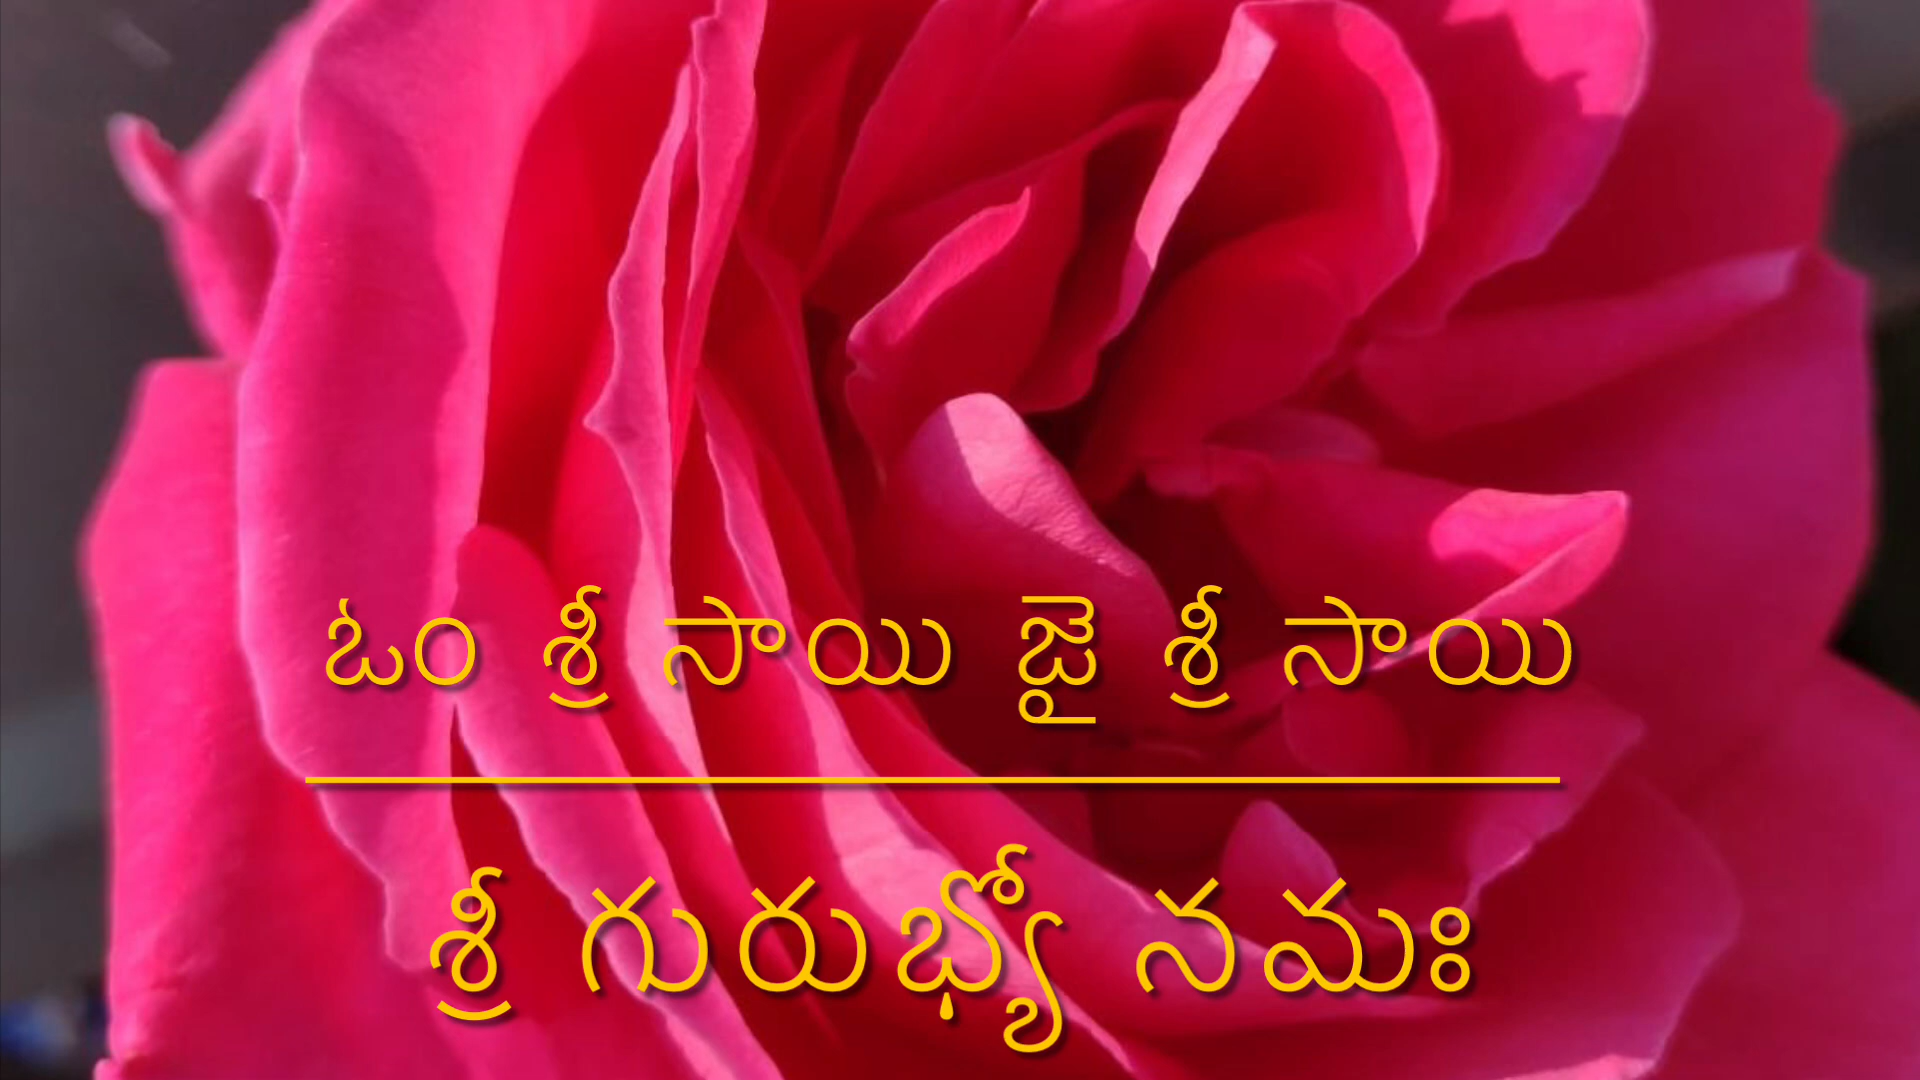 ఓం శ్రీ సాయి జై శ్రీ సాయి
శ్రీ గురుభ్యో నమః